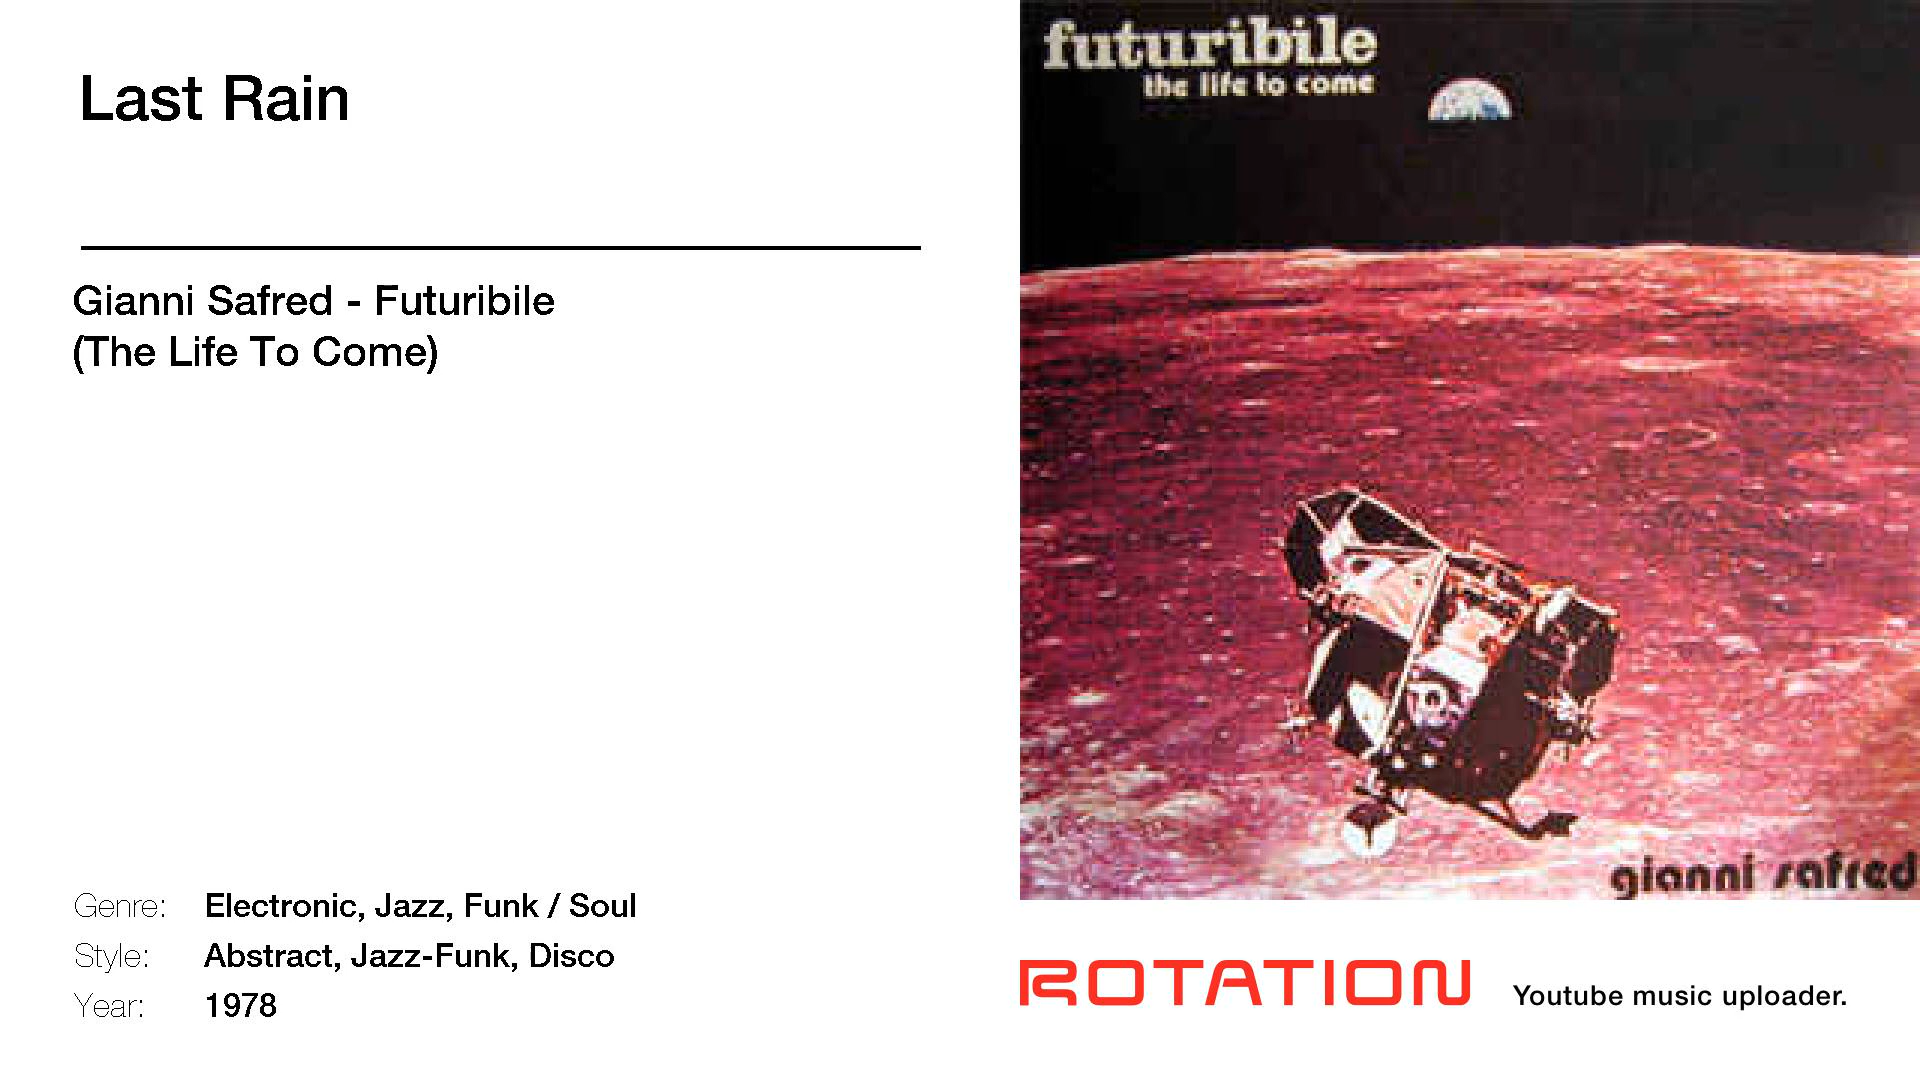 Last Rain
Gianni Safred - Futuribile
(The Life To Come)
Genre: Electronic, Jazz, Funk / Soul
Style: Abstract, Jazz-Funk, Disco
Year: 1978
futuribile
the life to come
gianni safred
ROTATION
Youtube music uploader.